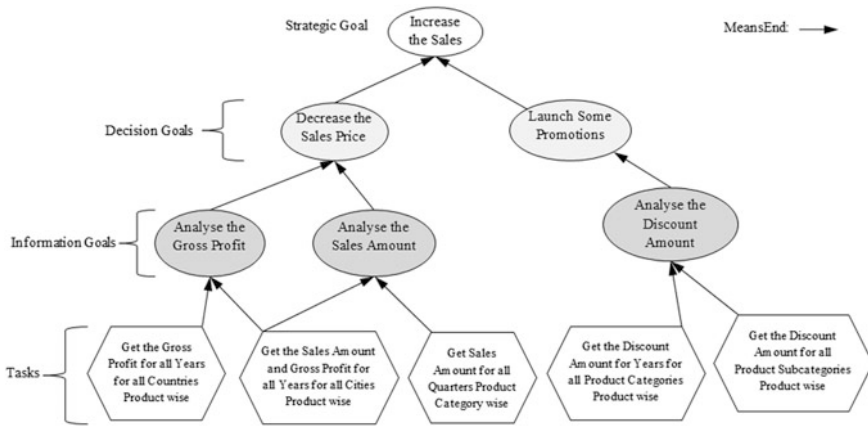 Strategic Goal
Increase
the Sales
MeansEnd:
Decision Goals
Decrease the
Sales Price
Launch Some
Promotions
Information Goals
Analyse the
Gross Profit
Analyse the
Sales Amount
Analyse the
Discount
Amount
Tasks
Get the Gross
Profit for all Years
for all Countries
Product wise
Get the Sales Amount
and Gross Profit for
all Years for all Cities
Product wise
Get Sales
Amount for all
Quarters Product
Category wise
Get the Discount
Amount for Years for
all Product Categories
Product wise
Get the Discount
Amount for all
Product Subcategories
Product wise